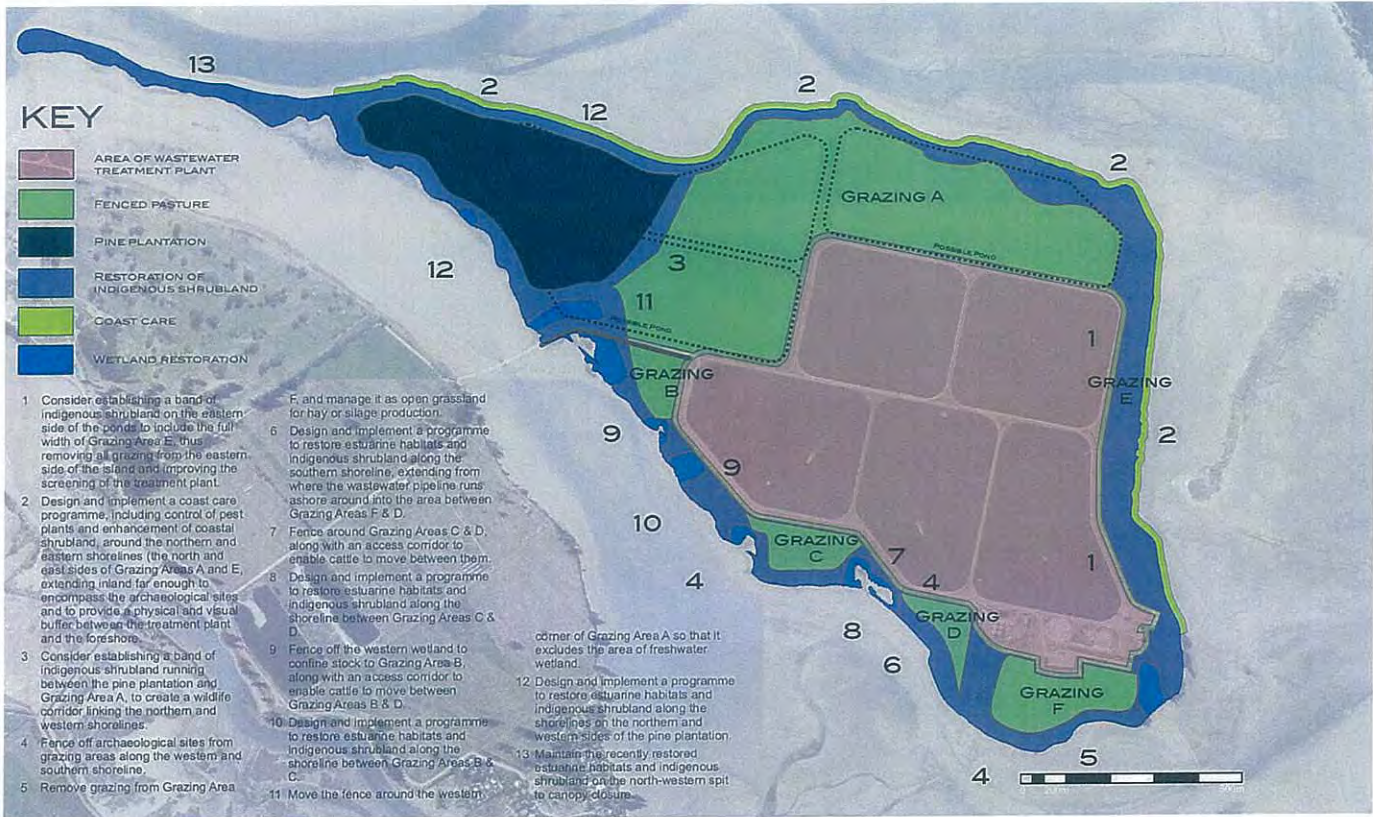 13
2
12
2
2
KEY
AREA OF WASTEWATER
TREATMENT PLANT
FENCED PASTURE
PINE PLANTATION
RESTORATION OF
INDIGENOUS SHRUBLAND
COAST CARE
WETLAND RESTORATION
GRAZING A
POSSIBLE POND
12
3
11
POSSIBLE POND
1
GRAZING
B
GRAZING
E
9
2
9
10
GRAZING
C
7
4
4
1
GRAZING
D
8
6
GRAZING
F
5
4
1 Consider establishing a band of
indigenous shrubland on the eastern
side of the ponds to include the full
width of Grazing Area E, thus
removing all grazing from the eastern
side of the island and improving the
screening of the treatment plant.
2 Design and implement a coast care
programme, including control of pest
plants and enhancement of coastal
shrubland, around the northern and
eastern shorelines (the north and
east sides of Grazing Areas A and E,
extending inland far enough to
encompass the archaeological sites
and to provide a physical and visual
buffer between the treatment plant
and the foreshore.
3 Consider establishing a band of
indigenous shrubland running
between the pine plantation and
Grazing Area A, to create a wildlife
corridor linking the northern and
western shorelines.
4 Fence off archaeological sites from
grazing areas along the western and
southern shoreline.
5 Remove grazing from Grazing Area
F, and manage it as open grassland
for hay or silage production.
6 Design and implement a programme
to restore estuarine habitats and
indigenous shrubland along the
southern shoreline, extending from
where the wastewater pipeline runs
ashore around into the area between
Grazing Areas F & D.
7 Fence around Grazing Areas C & D,
along with an access corridor to
enable cattle to move between them.
8 Design and implement a programme
to restore estuarine habitats and
indigenous shrubland along the
shoreline between Grazing Areas C &
D.
9 Fence off the western wetland to
confine stock to Grazing Area B,
along with an access corridor to
enable cattle to move between
Grazing Areas B & D.
10 Design and implement a programme
to restore estuarine habitats and
indigenous shrubland along the
shoreline between Grazing Areas B &
C.
11 Move the fence around the western
corner of Grazing Area A so that it
excludes the area of freshwater
wetland.
12 Design and implement a programme
to restore estuarine habitats and
indigenous shrubland along the
shorelines on the northern and
western sides of the pine plantation.
13 Maintain the recently restored
estuarine habitats and indigenous
shrubland on the north-western spit
to canopy closure.